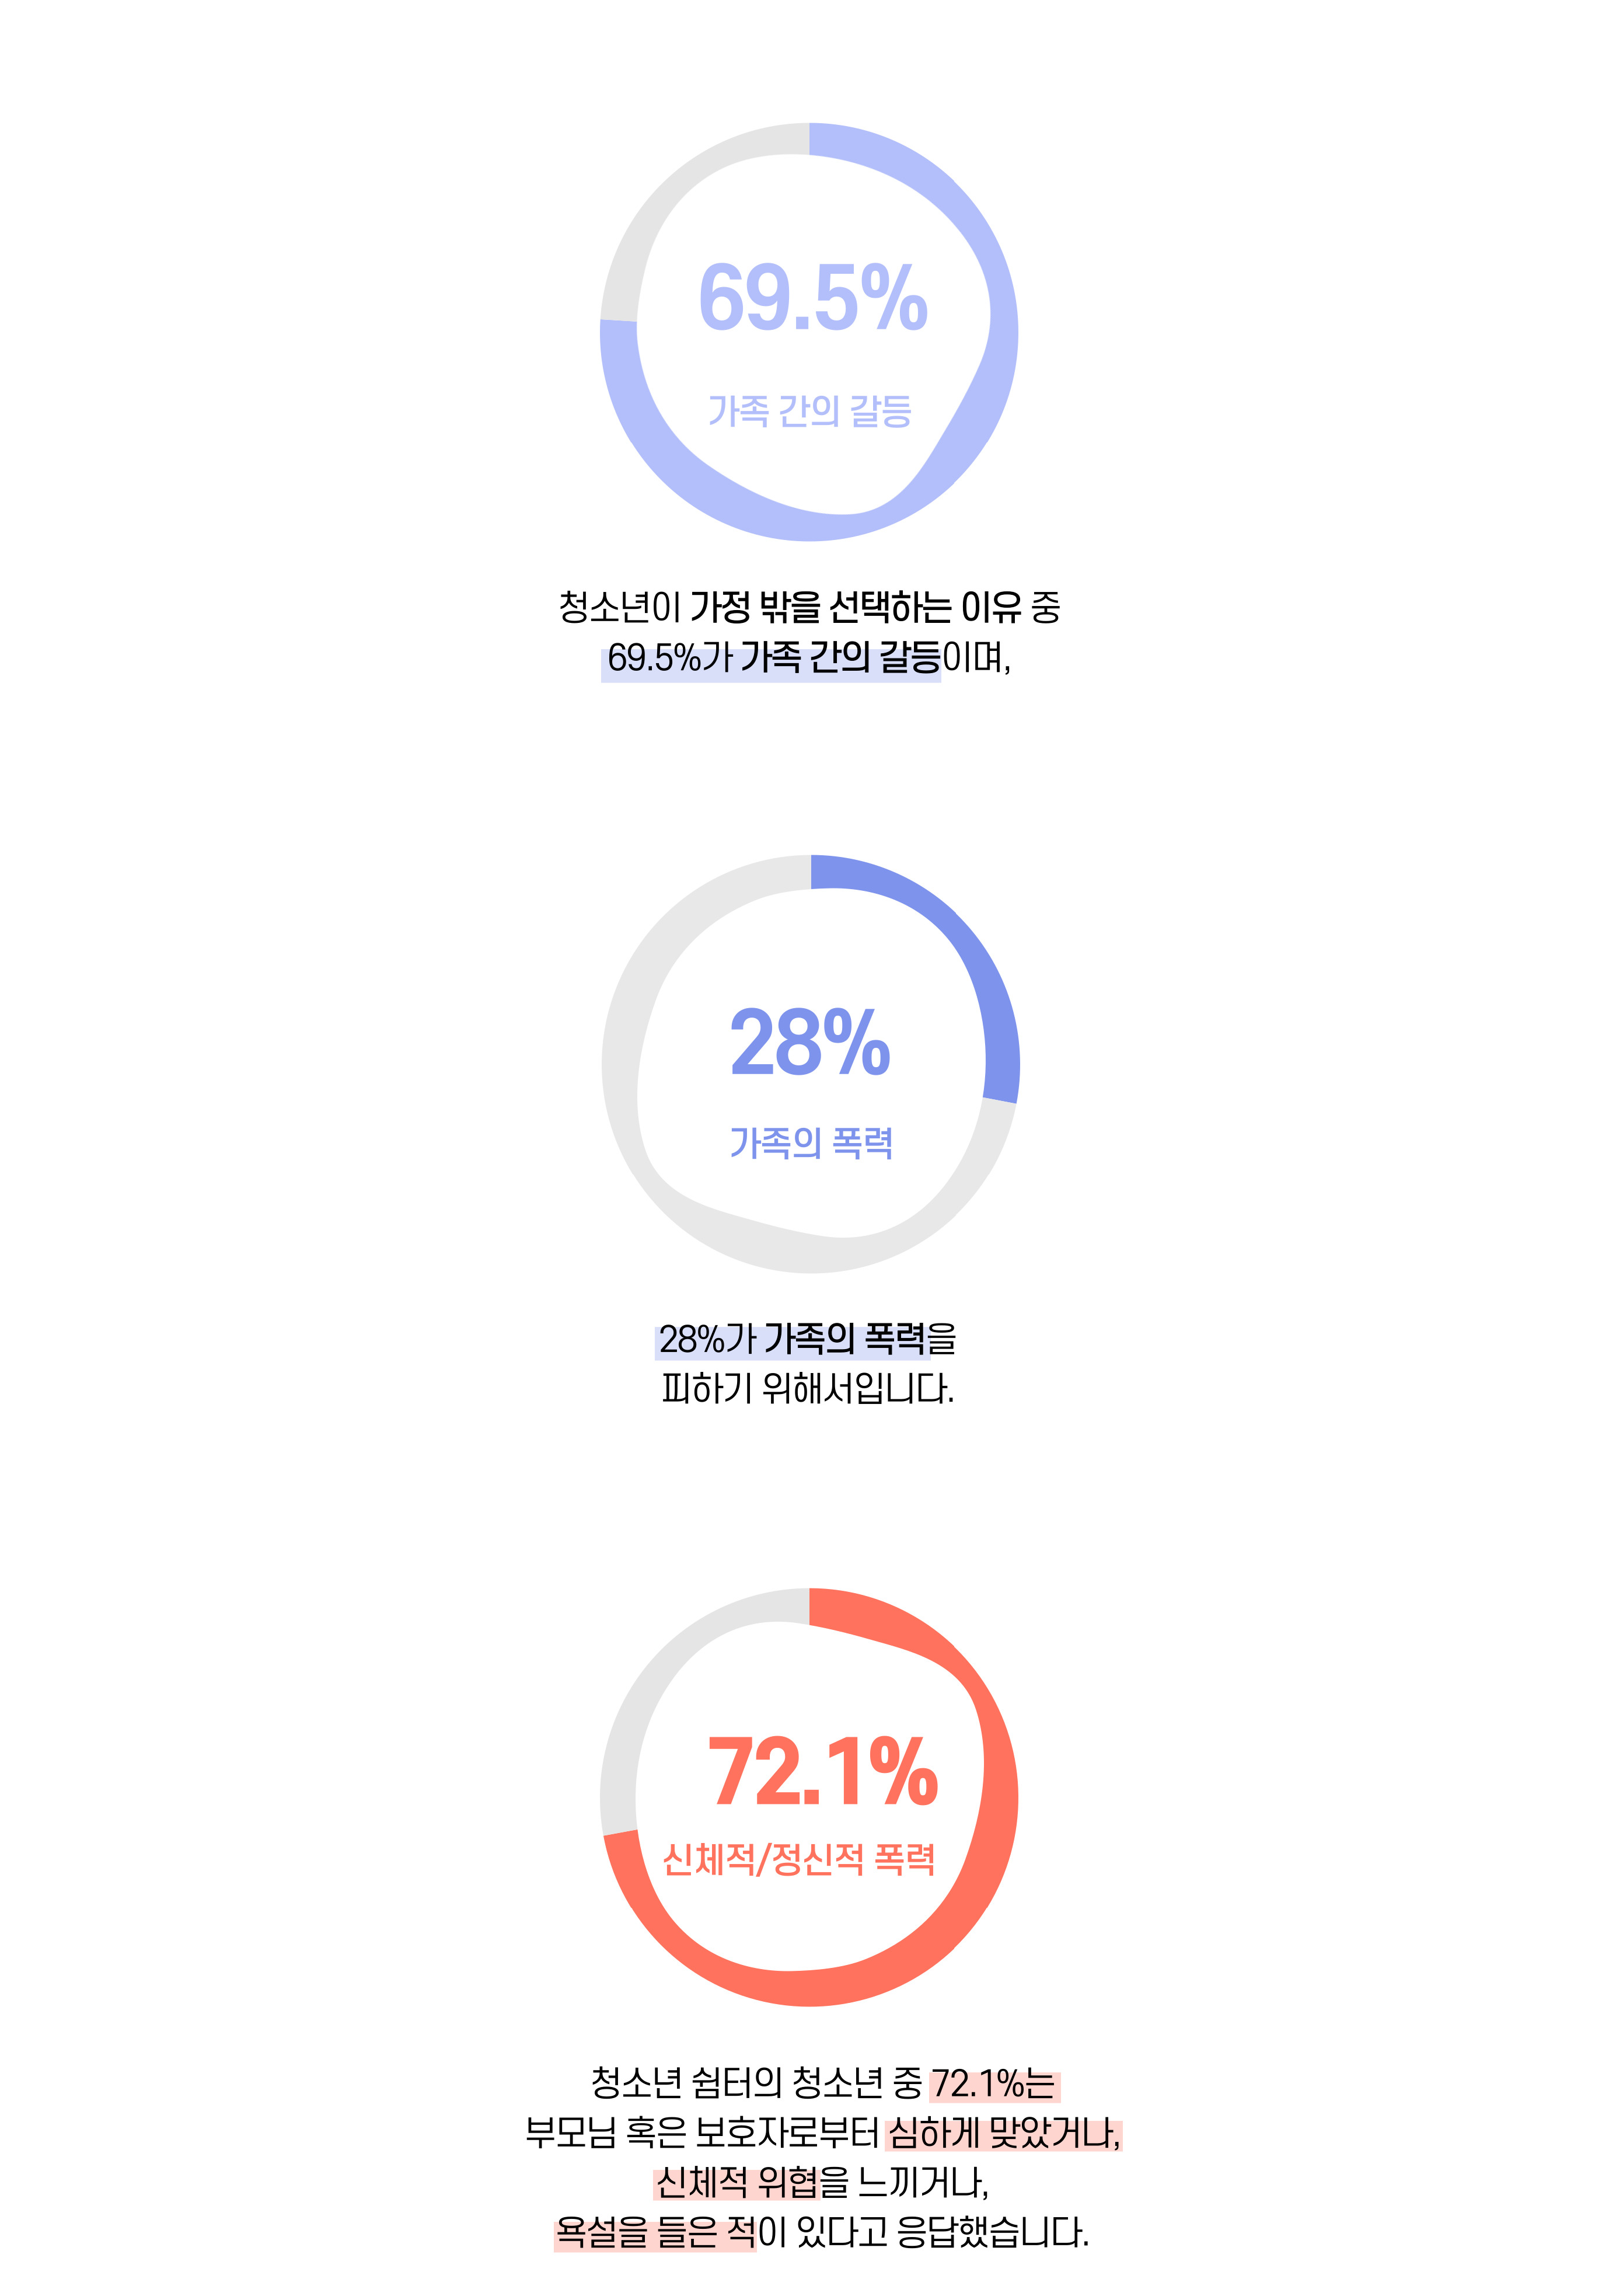 69.5%
가족 간의 갈등
청소년이 가정 밖을 선택하는 이유 중
69.5%가 가족 간의 갈등이며,
28%
가족의 폭력
28%가 가족의 폭력을
피하기 위해서입니다.
72.1%
신체적/정신적 폭력
청소년 쉼터의 청소년 중 72.1%는
부모님 혹은 보호자로부터 심하게 맞았거나,
신체적 위협을 느끼거나,
욕설을 들은 적이 있다고 응답했습니다.